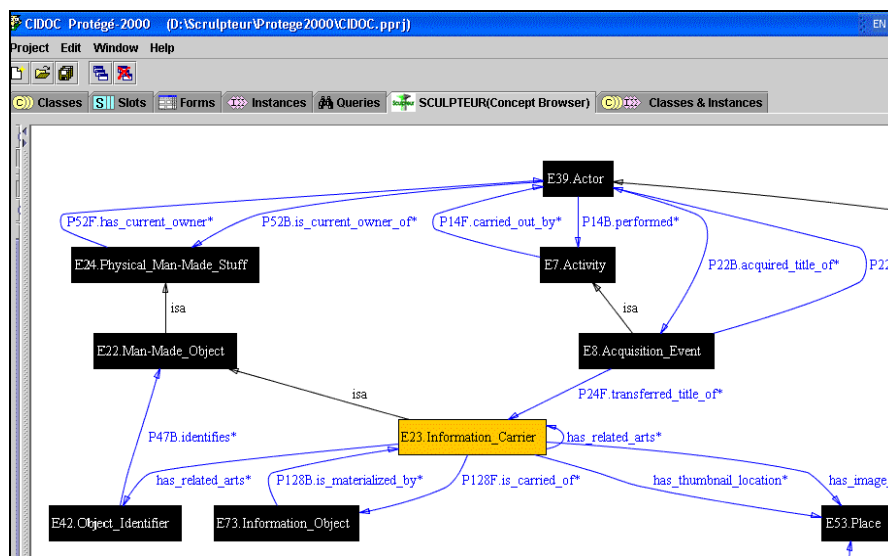 CIDOC Protégé-2000 (D:\Scrulpteur\Protege2000\CIDOC.pprj)
EN
Project Edit Window Help
Classes Slots Forms Instances Queries SCULPTEUR(Concept Browser) Classes & Instances
E39.Actor
P52F.has_current_owner* P52B.is_current_owner_of* P14F.carried_out_by* P14B.performed*
E24.Physical_Man-Made_Stuff E7.Activity P22B.acquired_title_of* P22
isa isa
E22.Man-Made_Object E8.Acquisition_Event
isa P24F.transferred_title_of*
P47B.identifies* E23.Information_Carrier has_related_arts*
has_related_arts* P128B.is_materialized_by* P128F.is_carried_of* has_thumbnail_location* has_image_
E42.Object_Identifier E73.Information_Object E53.Place